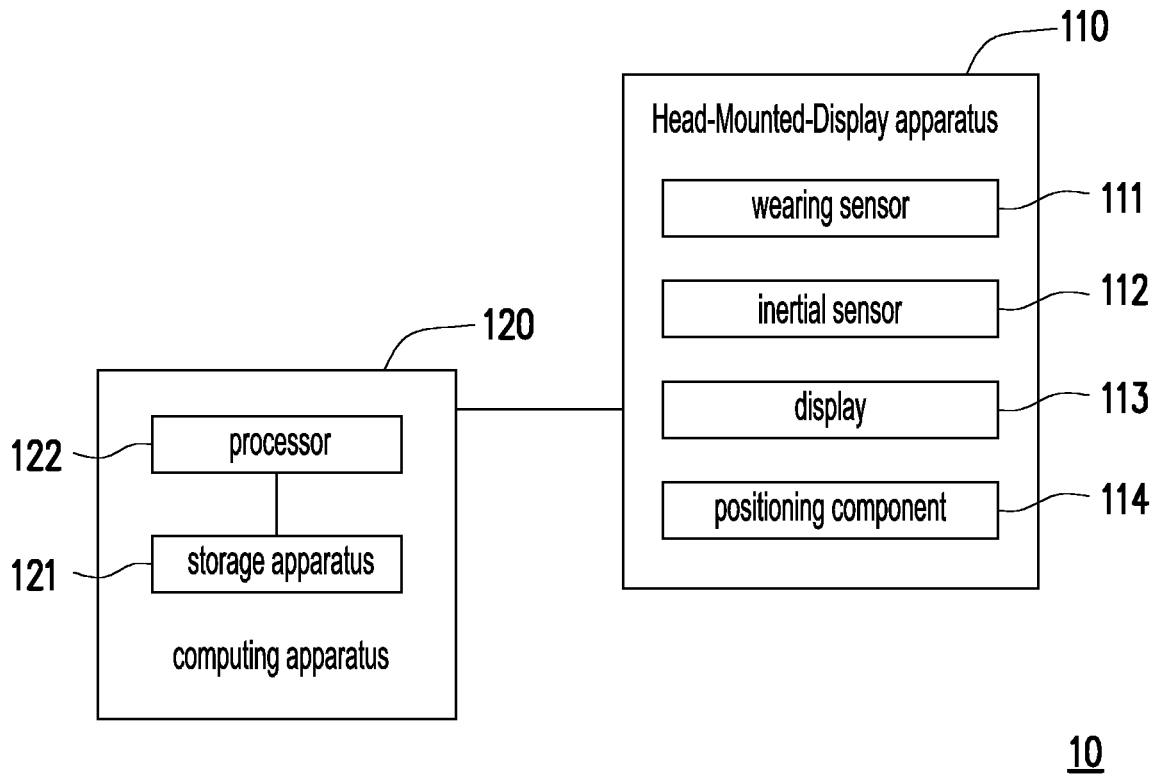 110
Head-Mounted-Display apparatus
wearing sensor
111
inertial sensor
112
display
113
positioning component
114
120
processor
122
storage apparatus
121
computing apparatus
10